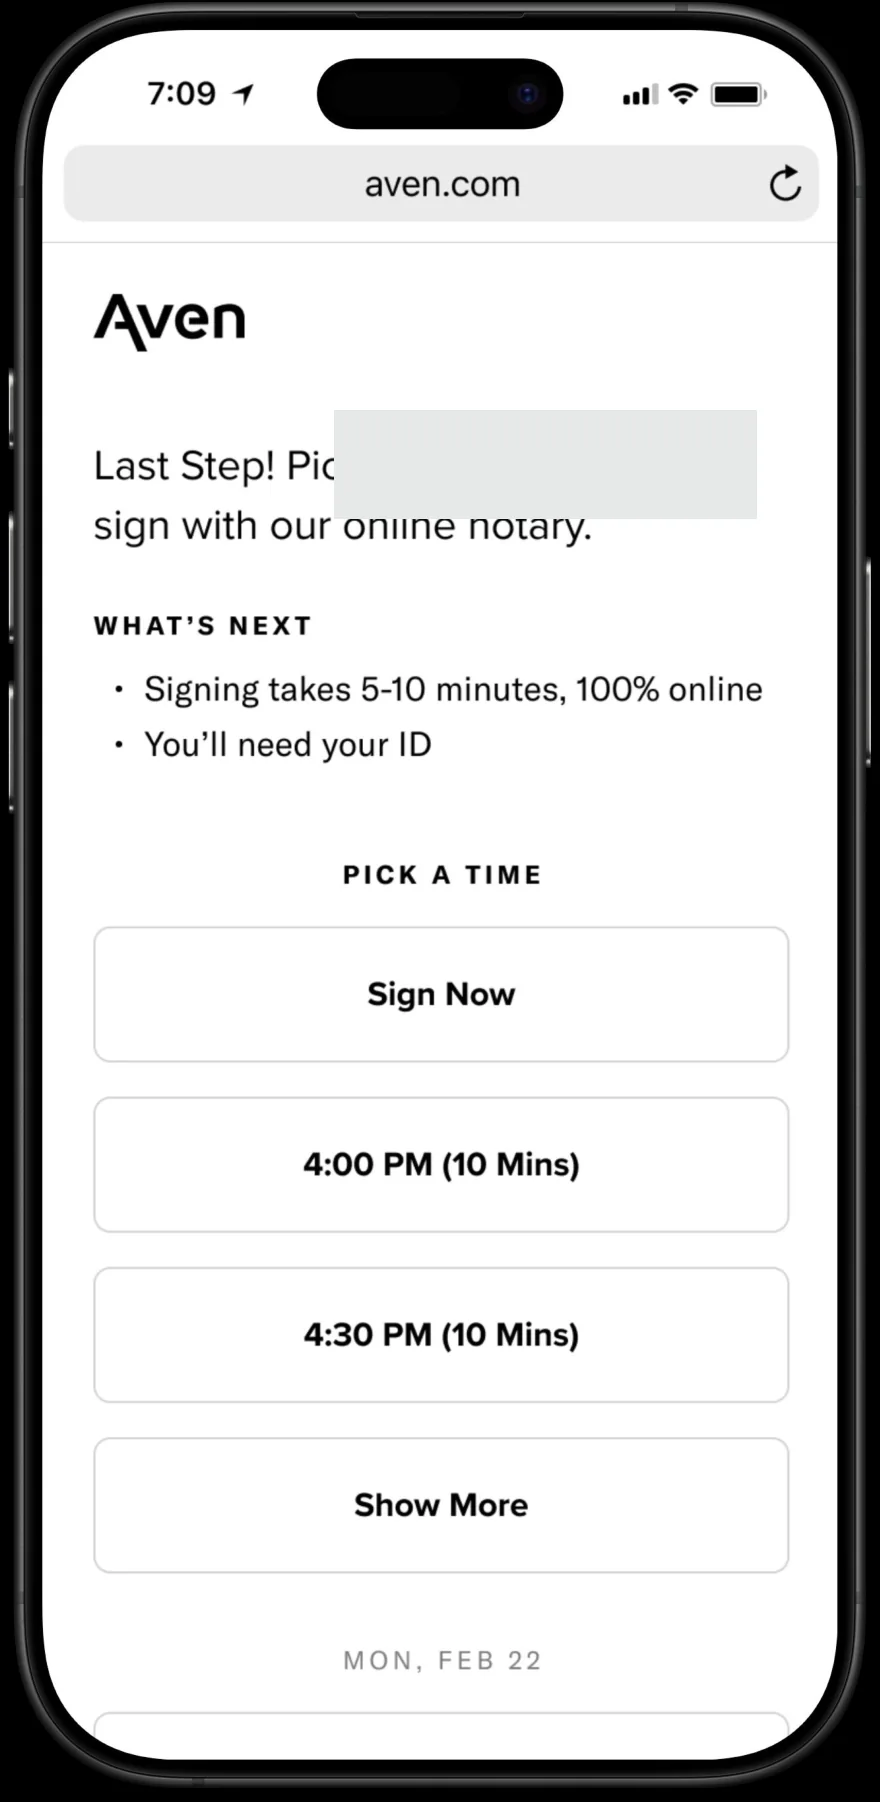 7:09
aven.com
Aven
Last Step!
sign with our online notary.
WHAT'S NEXT
• Signing takes 5-10 minutes, 100% online
• You'll need your ID
PICK A TIME
Sign Now
4:00 PM (10 Mins)
4:30 PM (10 Mins)
Show More
MON, FEB 22